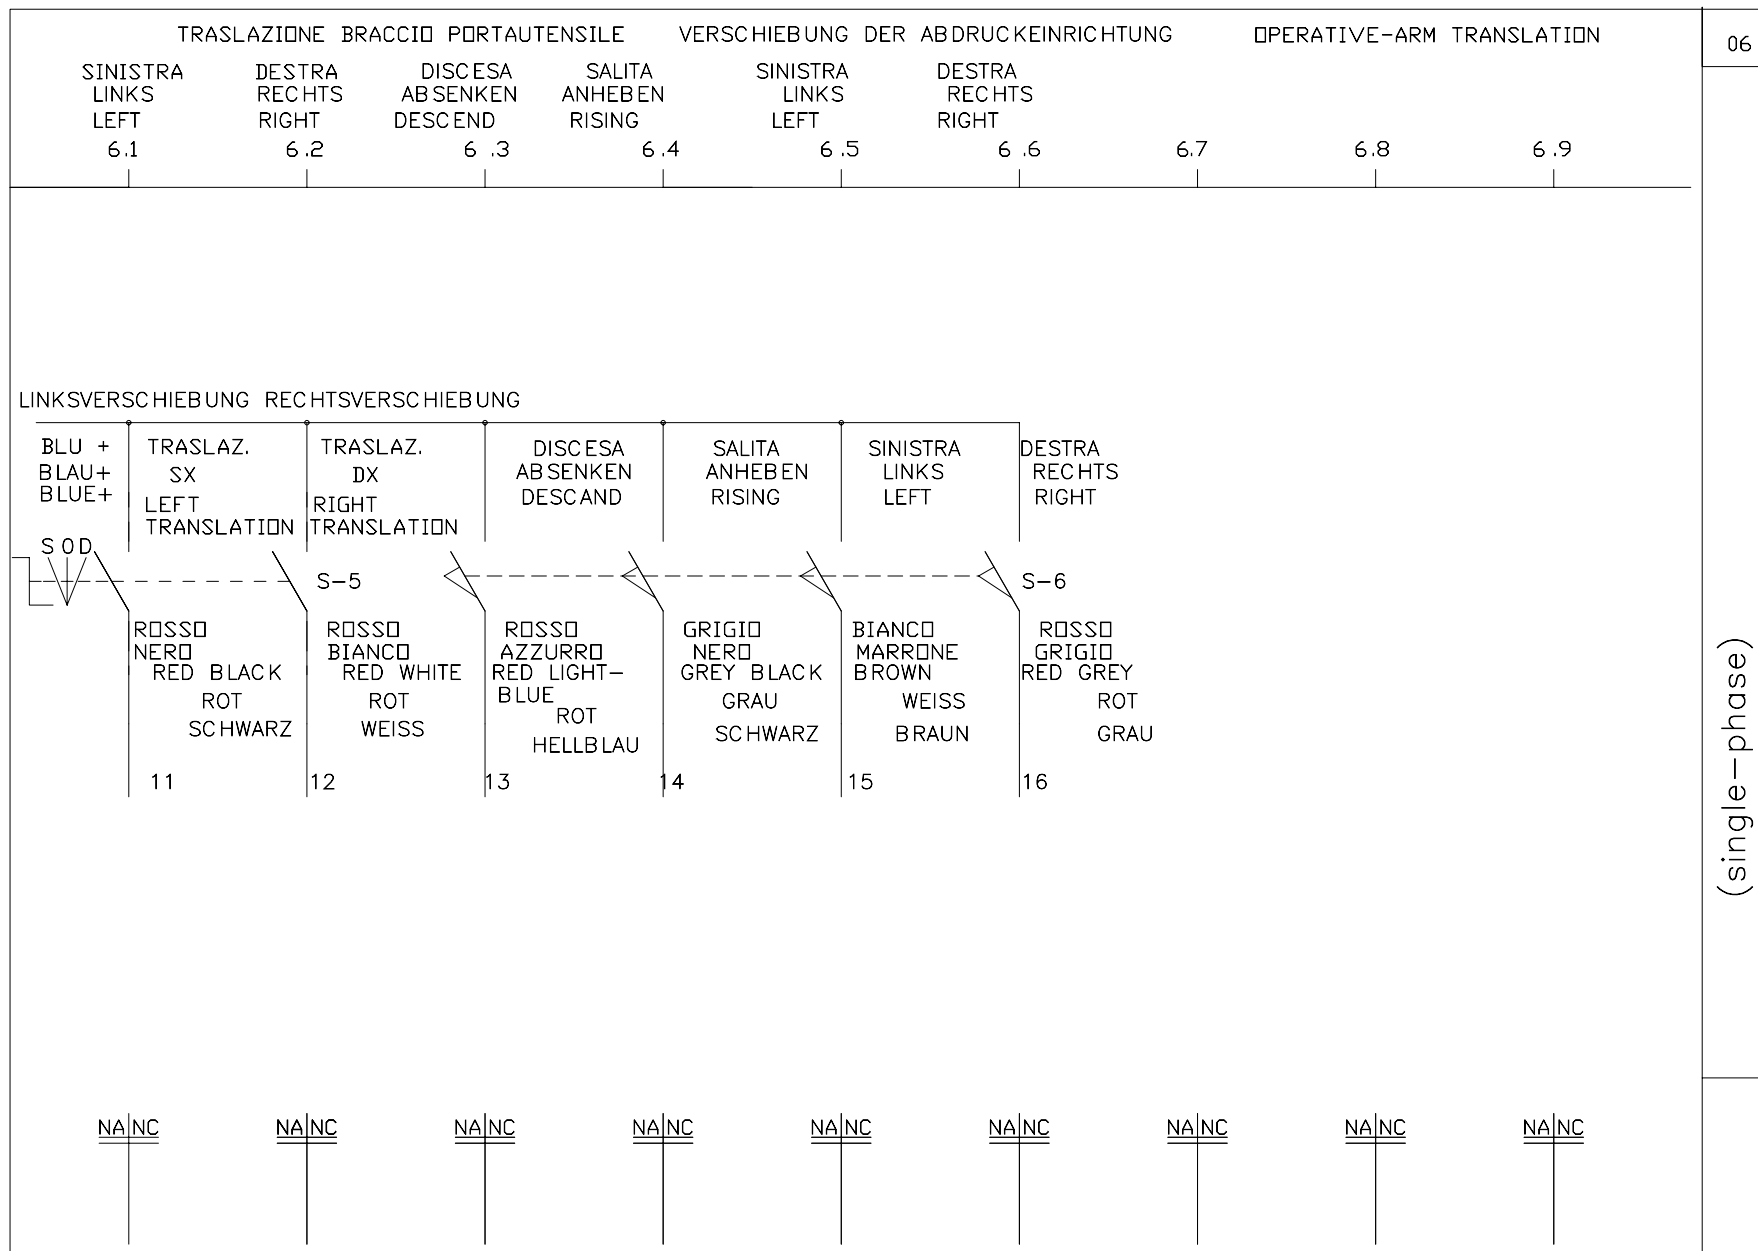 TRASLAZIONE BRACCIO PORTAUTENSILE VERSCHIEBUNG DER ABDRUCKEINRICHTUNG OPERATIVE-ARM TRANSLATION 06
SINISTRA DESTRA DISCESA SALITA SINISTRA DESTRA
LINKS RECHTS ABSENKEN ANHEBEN LINKS RECHTS
LEFT RIGHT DESCEND RISING LEFT RIGHT
6.1 6.2 6.3 6.4 6.5 6.6 6.7 6.8 6.9
LINKSVERSCHIEBUNG RECHTSVERSCHIEBUNG
BLU +
BLAU+
BLUE+
TRASLAZ.
SX
LEFT
TRANSLATION
TRASLAZ.
DX
RIGHT
TRANSLATION
DISCESA
ABSENKEN
DESCAND
SALITA
ANHEBEN
RISING
SINISTRA
LINKS
LEFT
DESTRA
RECHTS
RIGHT
S O D
S-5
S-6
ROSSO
NERO
RED BLACK
ROT
SCHWARZ
ROSSO
BIANCO
RED WHITE
ROT
WEISS
ROSSO
AZZURRO
RED LIGHT-
BLUE
ROT
HELLBLAU
GRIGIO
NERO
GREY BLACK
GRAU
SCHWARZ
BIANCO
MARRONE
BROWN
WEISS
BRAUN
ROSSO
GRIGIO
RED GREY
ROT
GRAU
11 12 13 14 15 16
(single-phase)
NA NC NA NC NA NC NA NC NA NC NA NC NA NC NA NC NA NC